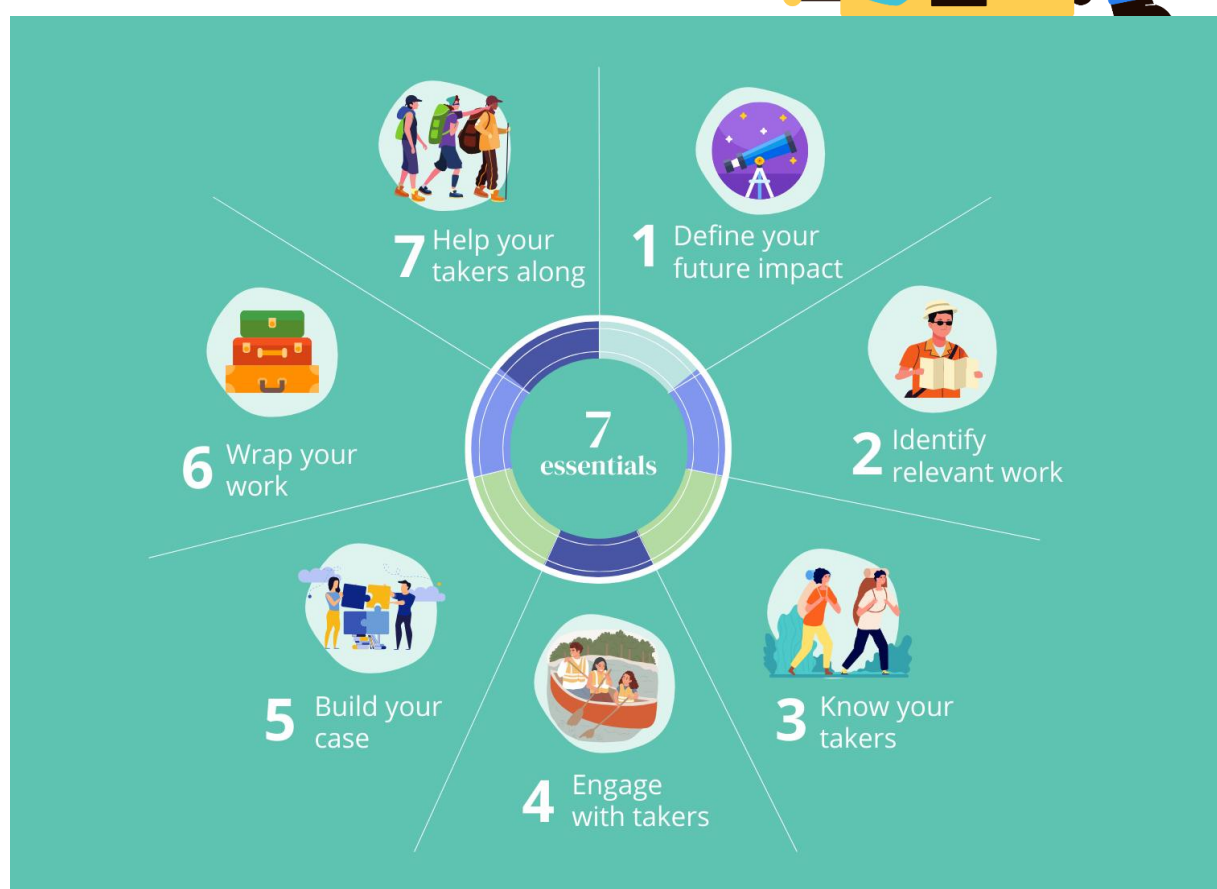 7
essentials
1 Define your
future impact
2 Identify
relevant work
3 Know your
takers
4 Engage
with takers
5 Build your
case
6 Wrap your
work
7 Help your
takers along